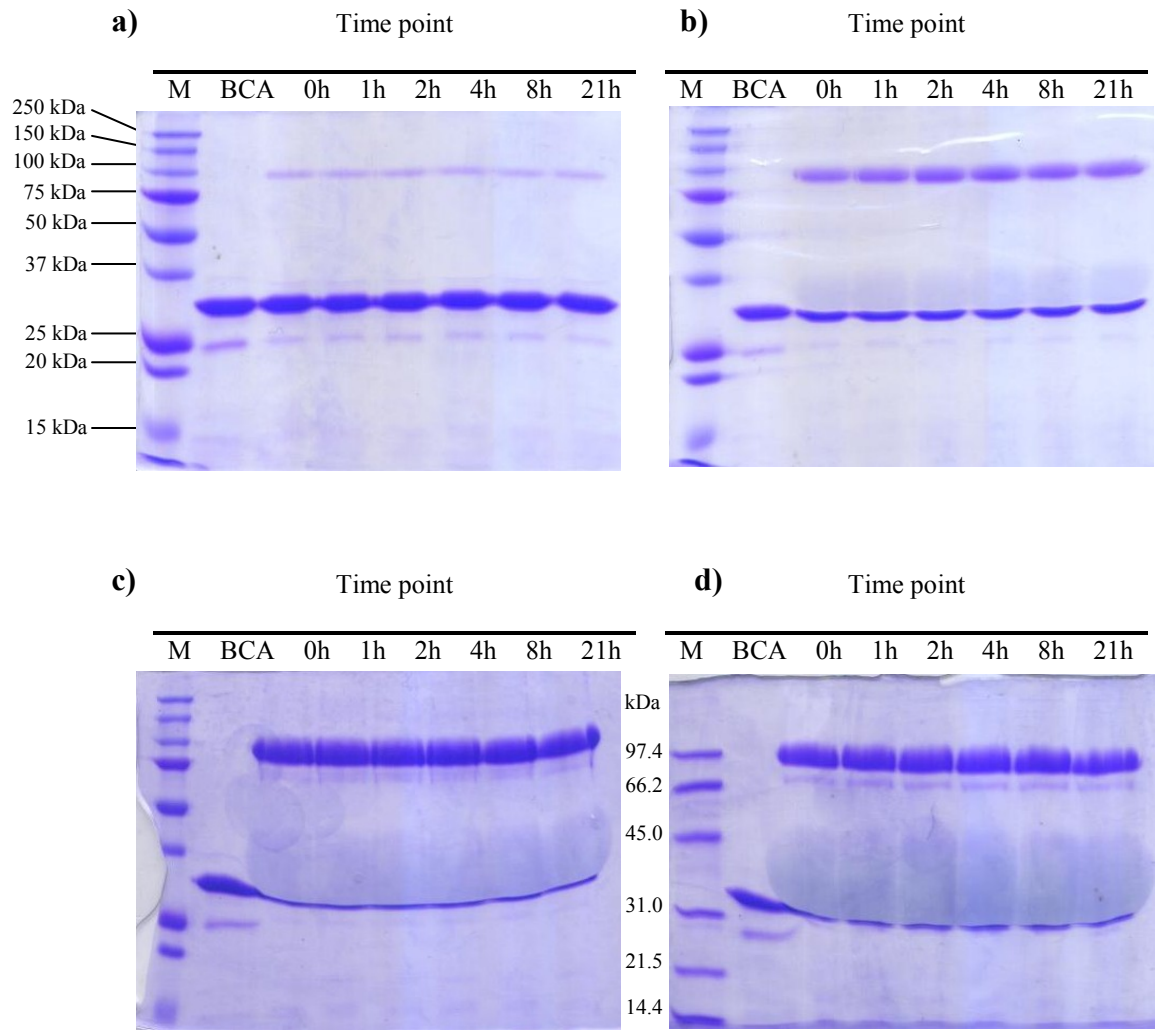 a) Time point
M BCA 0h 1h 2h 4h 8h 21h
250 kDa
150 kDa
100 kDa
75 kDa
50 kDa
37 kDa
25 kDa
20 kDa
15 kDa
b) Time point
M BCA 0h 1h 2h 4h 8h 21h
c) Time point
M BCA 0h 1h 2h 4h 8h 21h
d) Time point
M BCA 0h 1h 2h 4h 8h 21h
kDa
97.4
66.2
45.0
31.0
21.5
14.4